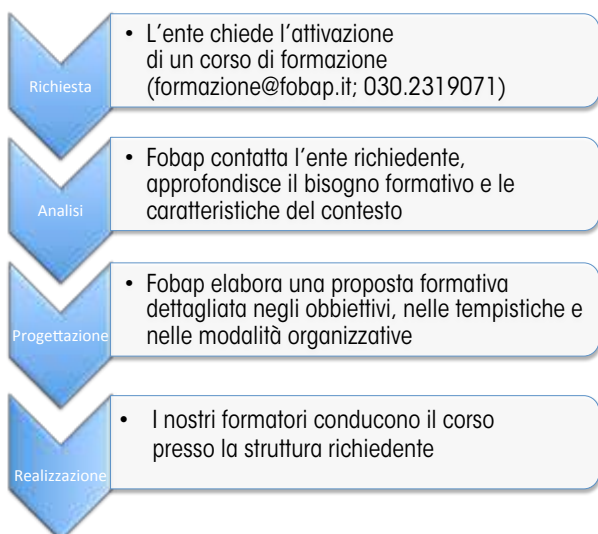 Richiesta
• L’ente chiede l’attivazione
di un corso di formazione
(formazione@fobap.it; 030.2319071)
Analisi
• Fobap contatta l’ente richiedente,
approfondisce il bisogno formativo e le
caratteristiche del contesto
Progettazione
• Fobap elabora una proposta formativa
dettagliata negli obbiettivi, nelle tempistiche e
nelle modalità organizzative
Realizzazione
• I nostri formatori conducono il corso
presso la struttura richiedente